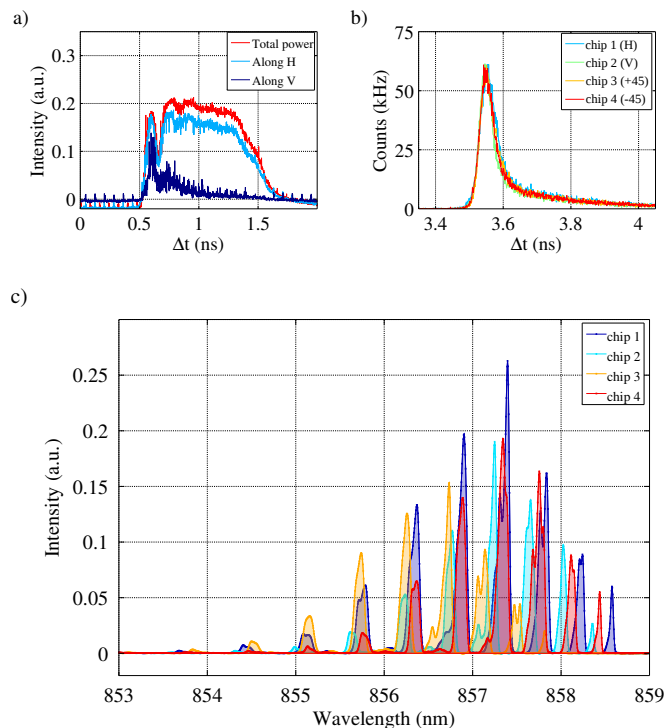 a)
Intensity (a.u.)
0.3
0.2
0.1
0
0 0.5 1 1.5
Δt (ns)
Total power
Along H
Along V
b)
Counts (kHz)
75
50
25
0
3.4 3.6 3.8 4
Δt (ns)
chip 1 (H)
chip 2 (V)
chip 3 (+45)
chip 4 (-45)
c)
Intensity (a.u.)
0.25
0.2
0.15
0.1
0.05
0
853 854 855 856 857 858 859
Wavelength (nm)
chip 1
chip 2
chip 3
chip 4